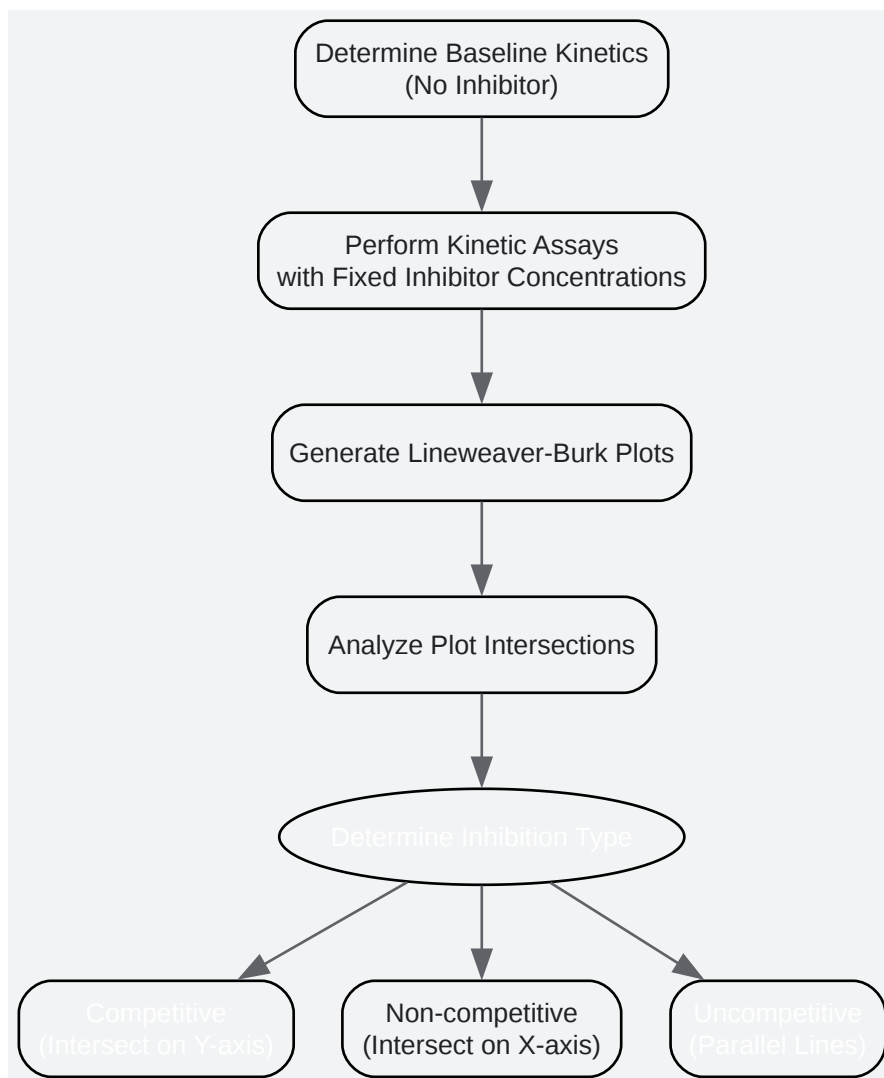 Determine Baseline Kinetics
(No Inhibitor)
Perform Kinetic Assays
with Fixed Inhibitor Concentrations
Generate Lineweaver-Burk Plots
Analyze Plot Intersections
Determine Inhibition Type
Competitive
(Intersect on Y-axis)
Non-competitive
(Intersect on X-axis)
Uncompetitive
(Parallel Lines)